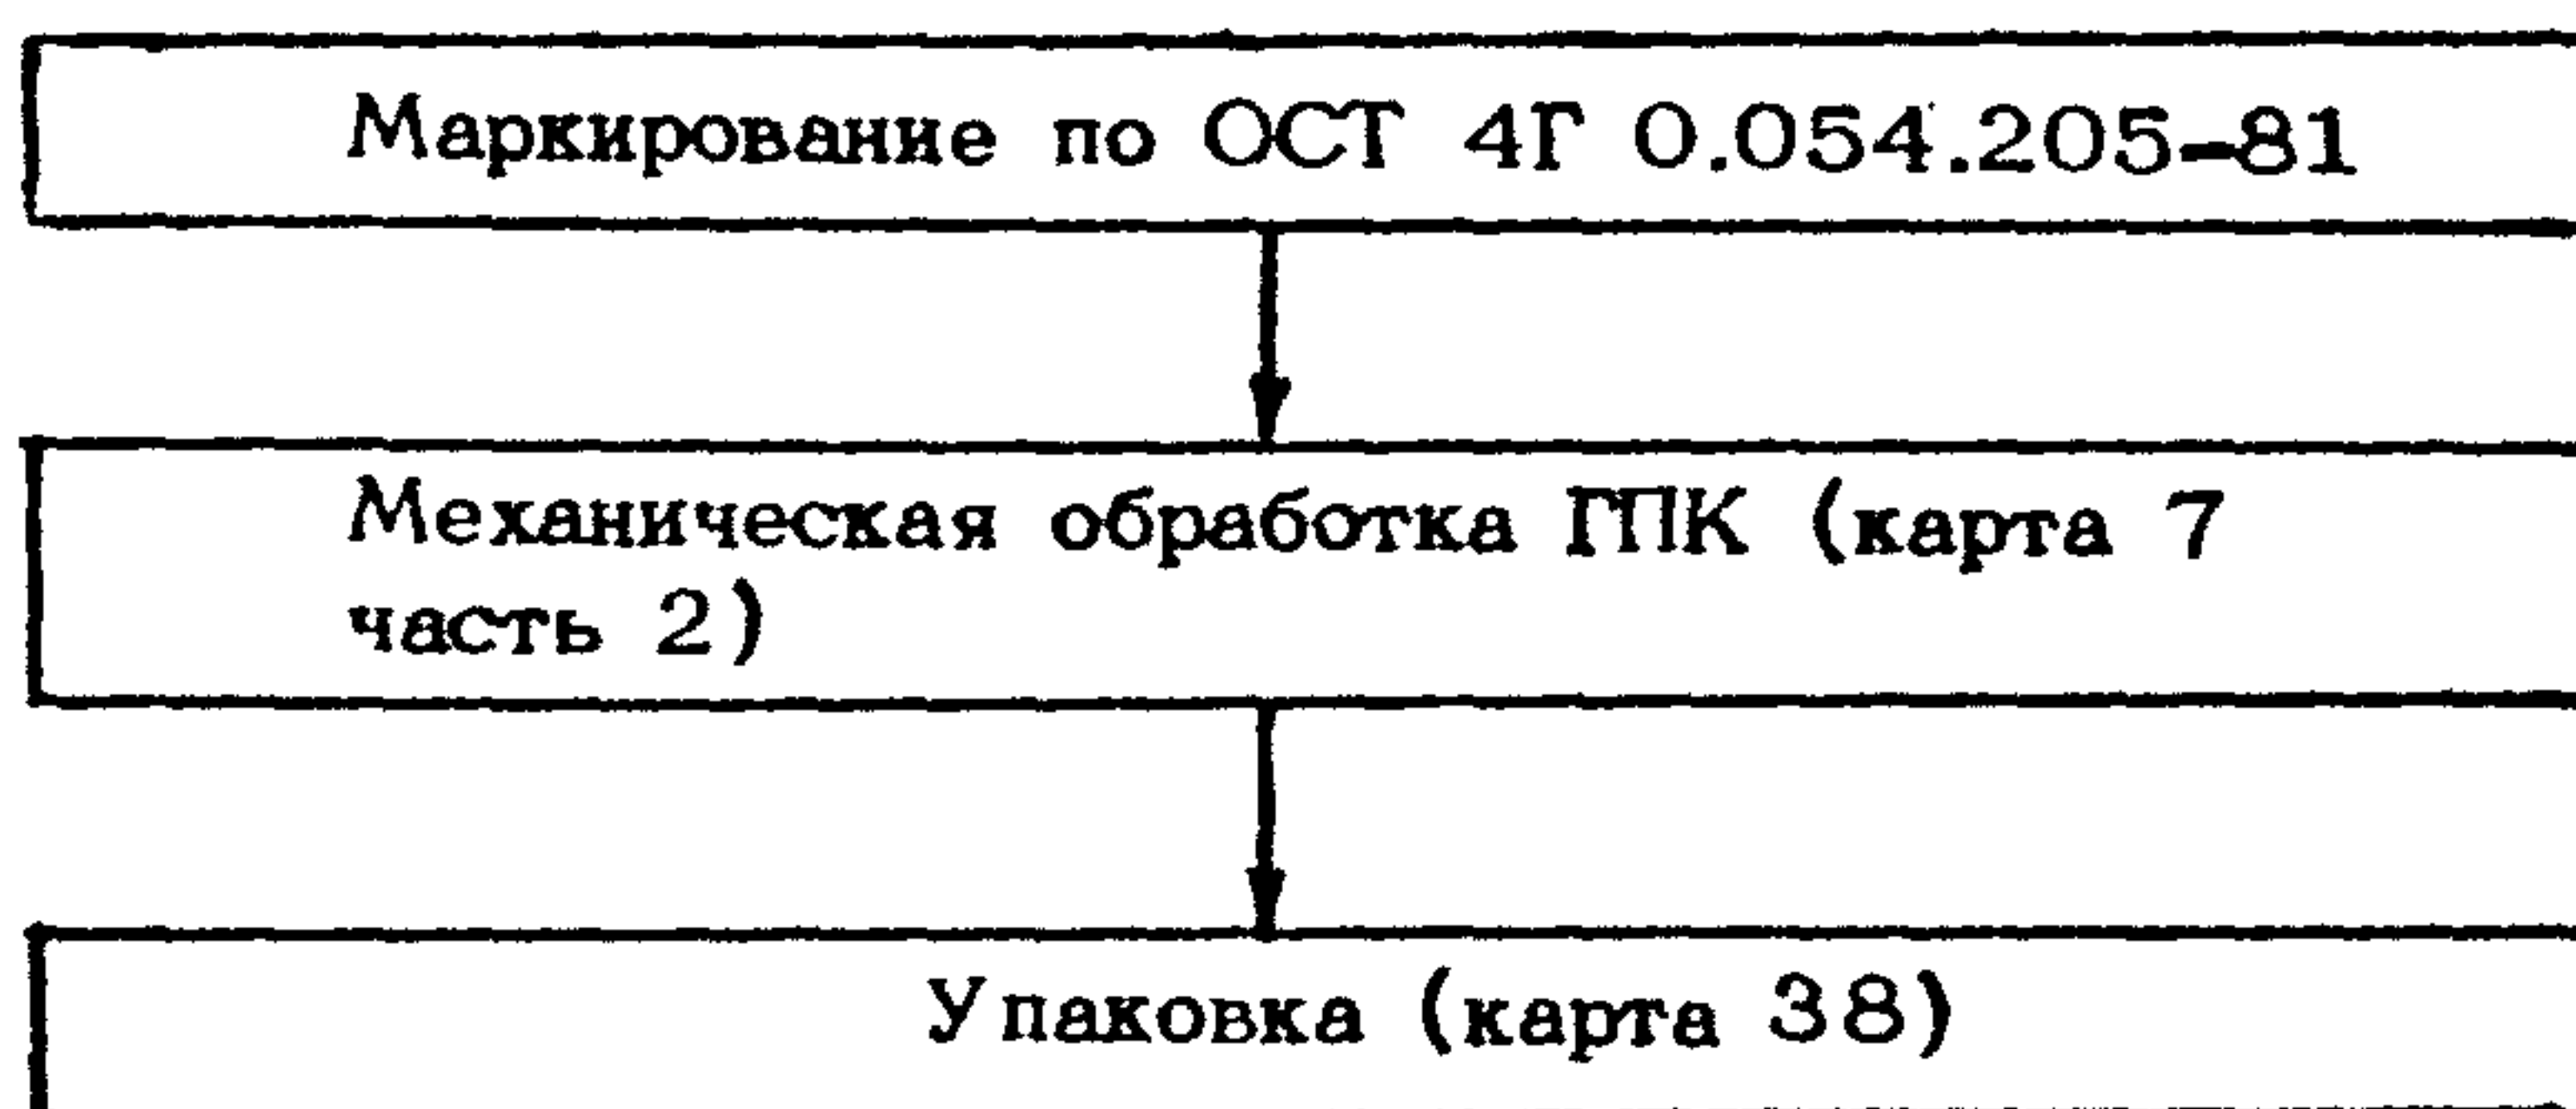 Маркирование по ОСТ 4Г 0.054.205-81
Механическая обработка ГПК (карта 7
часть 2)
Упаковка (карта 38)